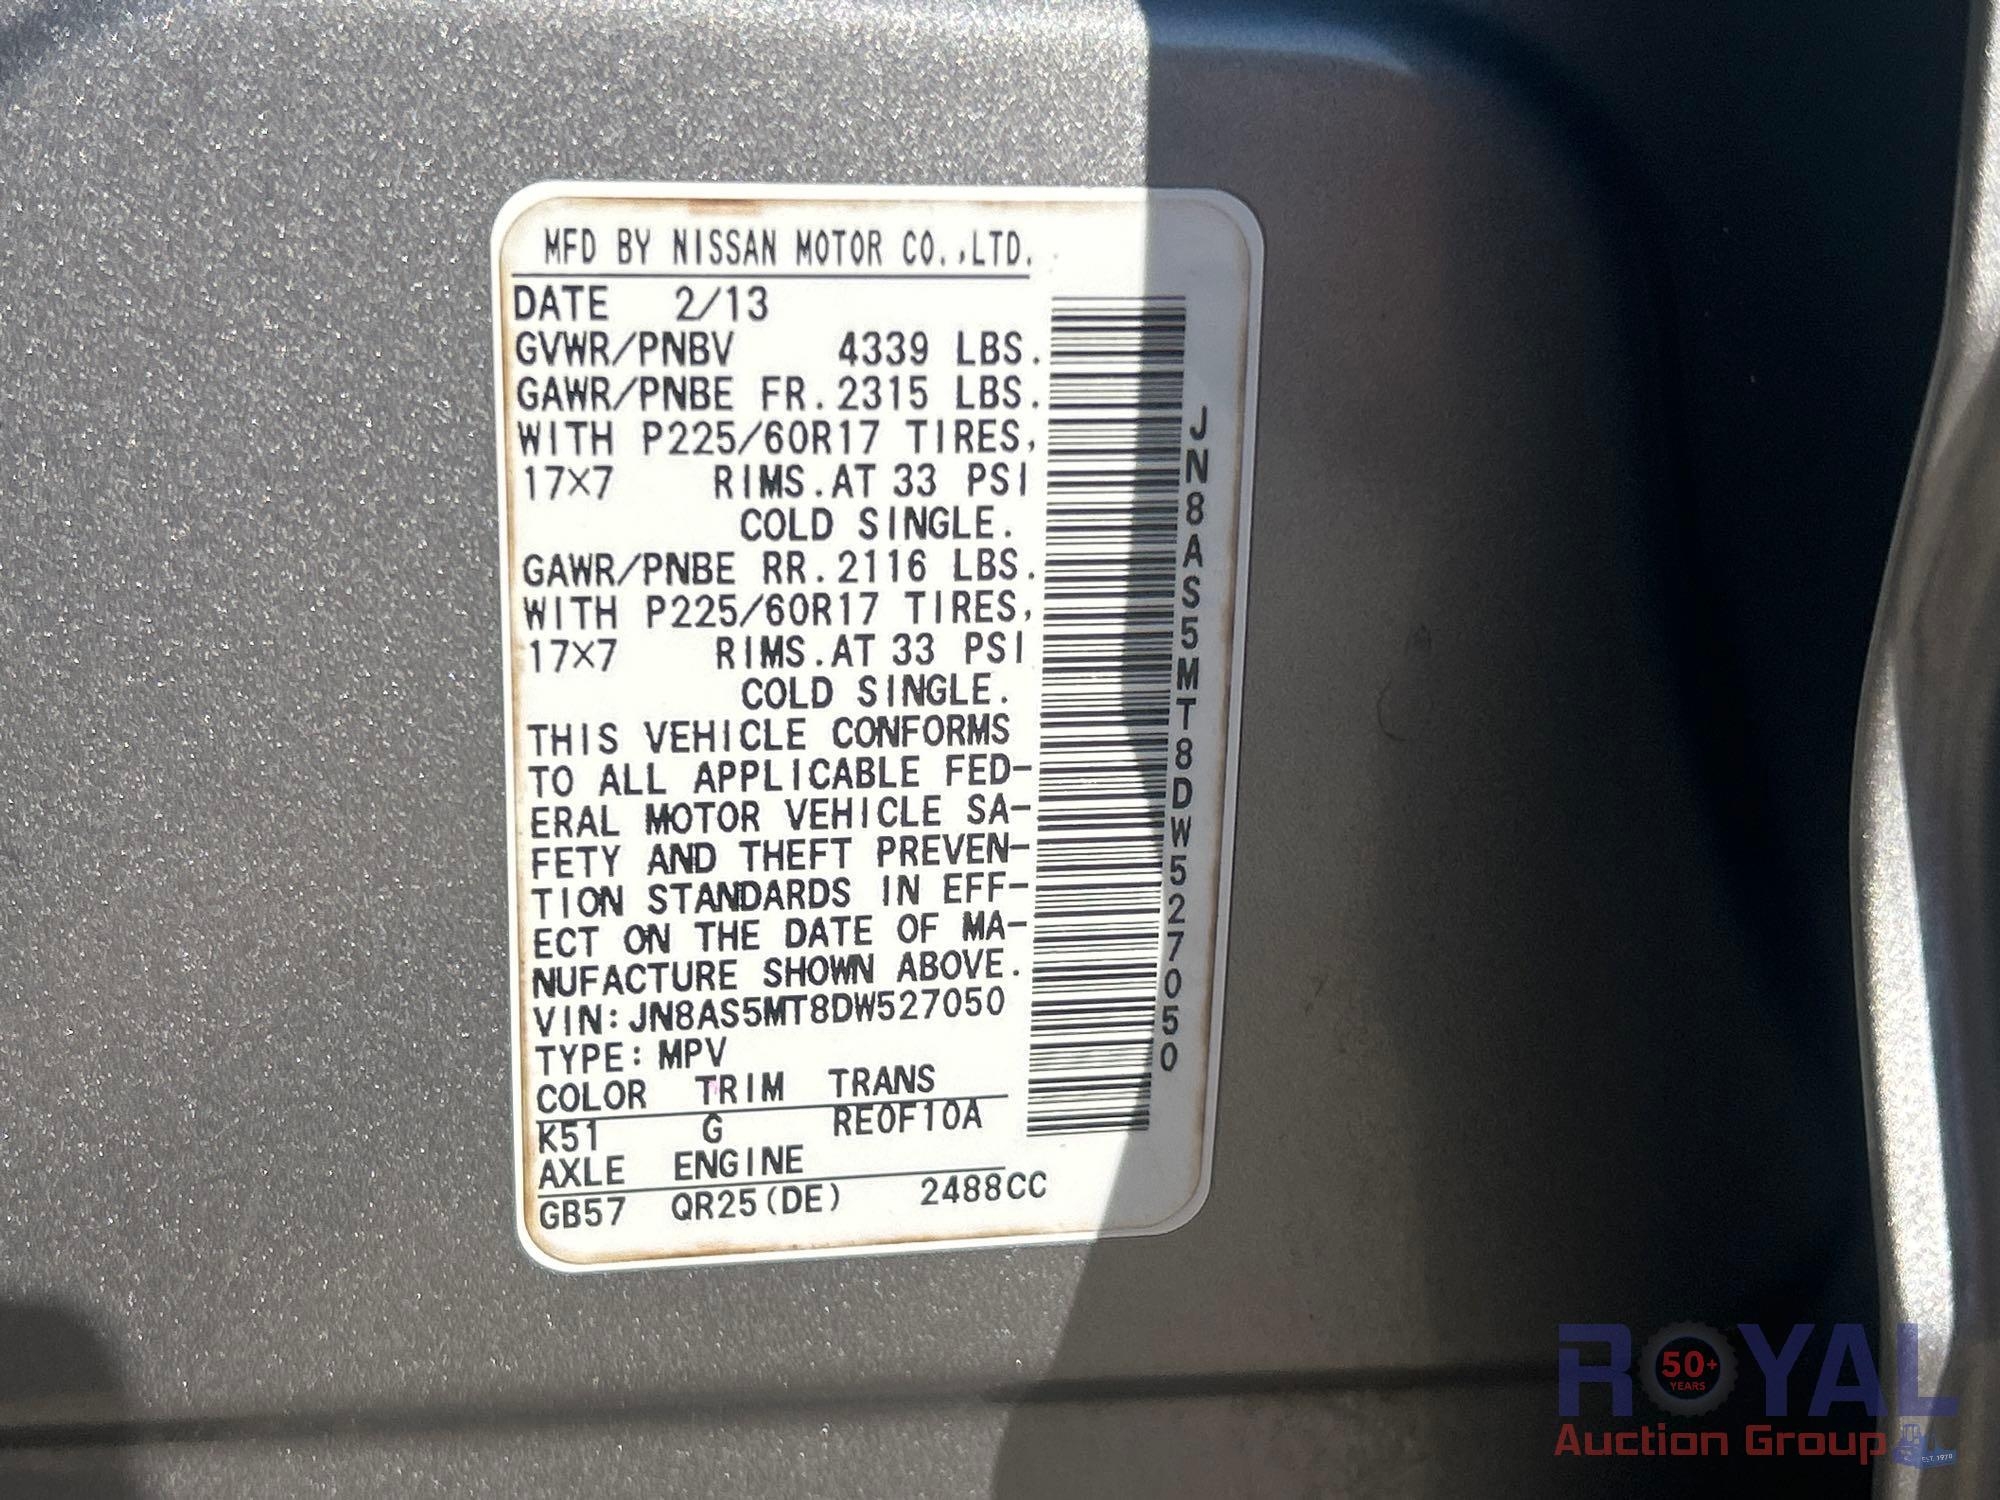 MFD BY NISSAN MOTOR CO.,LTD.
DATE 2/13
GVWR/PNBV 4339 LBS.
GAWR/PNBE FR.2315 LBS.
WITH P225/60R17 TIRES,
17×7 RIMS.AT 33 PSI
COLD SINGLE.
GAWR/PNBE RR.2116 LBS.
WITH P225/60R17 TIRES,
17×7 RIMS.AT 33 PSI
COLD SINGLE.
THIS VEHICLE CONFORMS
TO ALL APPLICABLE FED-
ERAL MOTOR VEHICLE SA-
FETY AND THEFT PREVEN-
TION STANDARDS IN EFF-
ECT ON THE DATE OF MA-
NUFACTURE SHOWN ABOVE.
VIN:JN8AS5MT8DW527050
TYPE:MPV
COLOR TRIM TRANS
K51 G RE0F10A
AXLE ENGINE
GB57 QR25(DE) 2488CC
JN8AS5MT8DW527050
ROYAL
50+
YEARS
Auction Group
EST. 1970